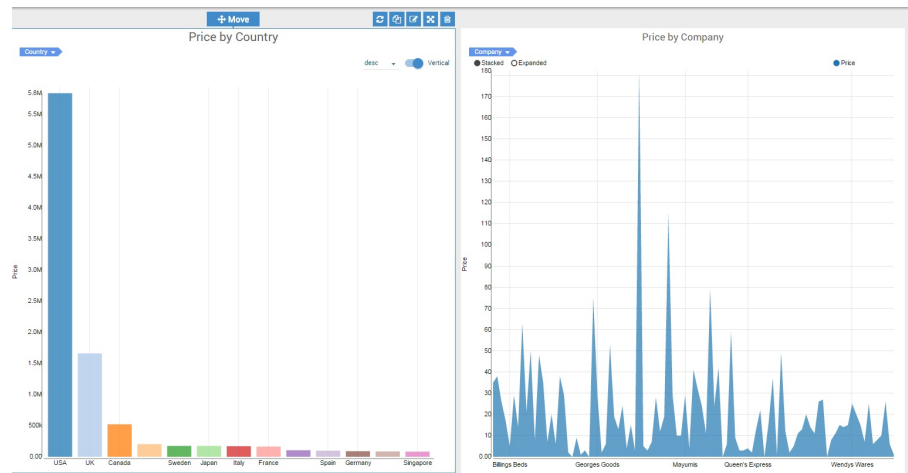 Move
Price by Country
Country
desc
Vertical
5.8M
5.5M
5.0M
4.5M
4.0M
3.5M
3.0M
2.5M
2.0M
1.5M
1.0M
500k
0.00
Price
USA UK Canada Sweden Japan Italy France Spain Germany Singapore
Price by Company
Company
Stacked Expanded
Price
180
170
160
150
140
130
120
110
100
90
80
70
60
50
40
30
20
10
0.00
Price
Billings Beds Georges Goods Mayumis Queen's Express Wendys Wares